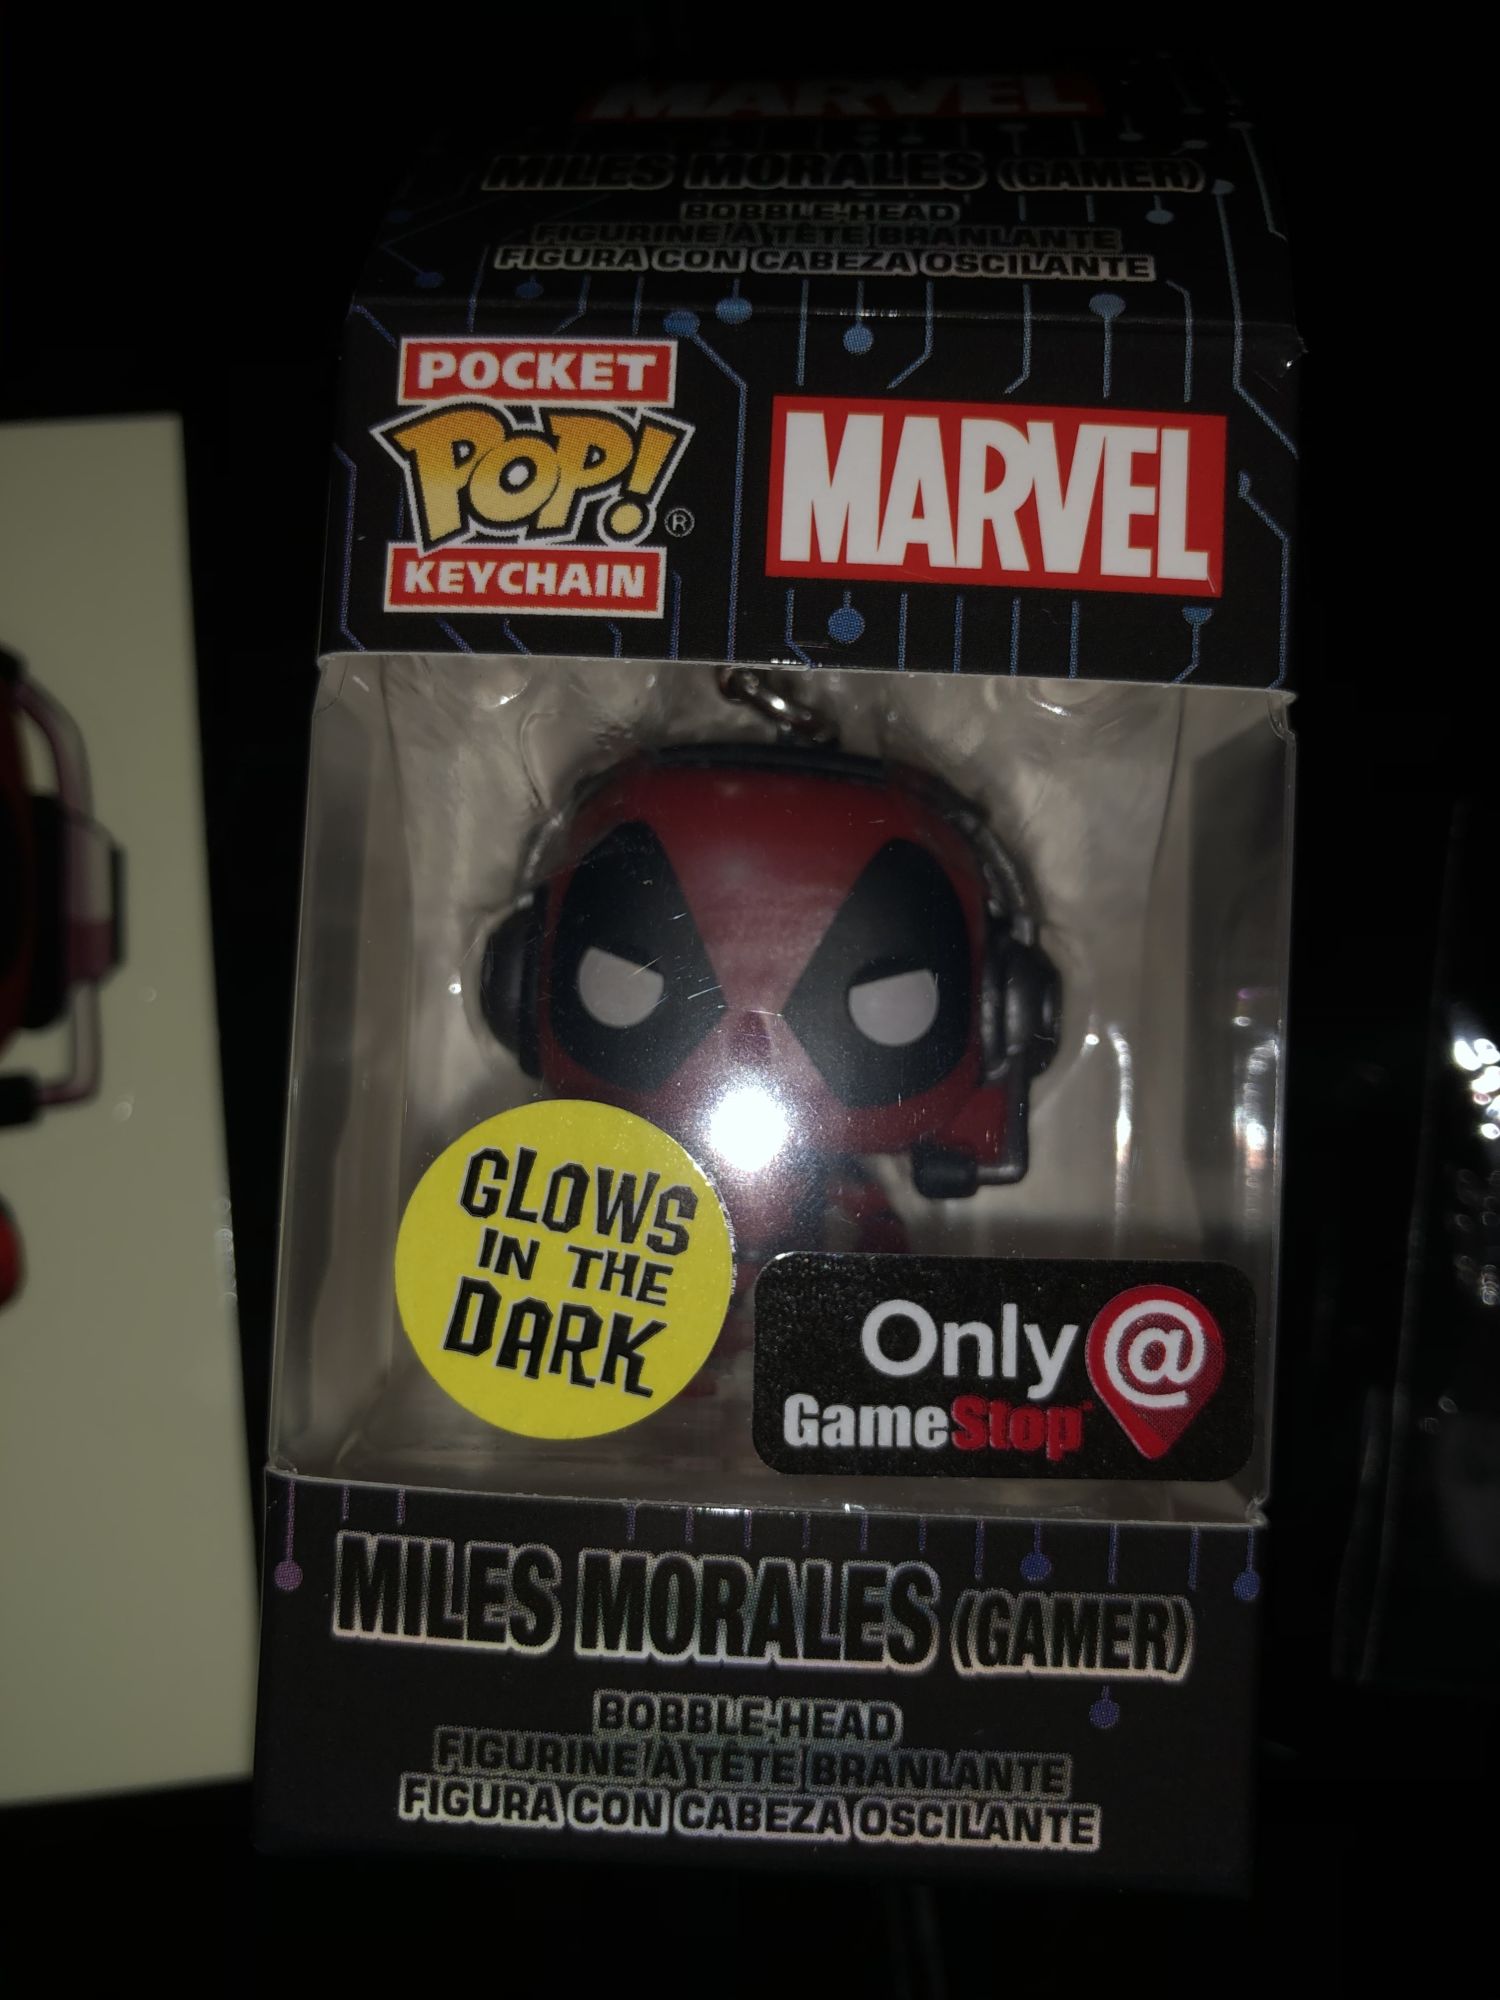 MARVEL
MILES MORALES (GAMER)
BOBBLE-HEAD
FIGURINE À TÊTE BRANLANTE
FIGURA CON CABEZA OSCILANTE
POCKET
POP!®
KEYCHAIN
MARVEL
GLOWS
IN THE
DARK
Only @
GameStop
MILES MORALES (GAMER)
BOBBLE-HEAD
FIGURINE À TÊTE BRANLANTE
FIGURA CON CABEZA OSCILANTE